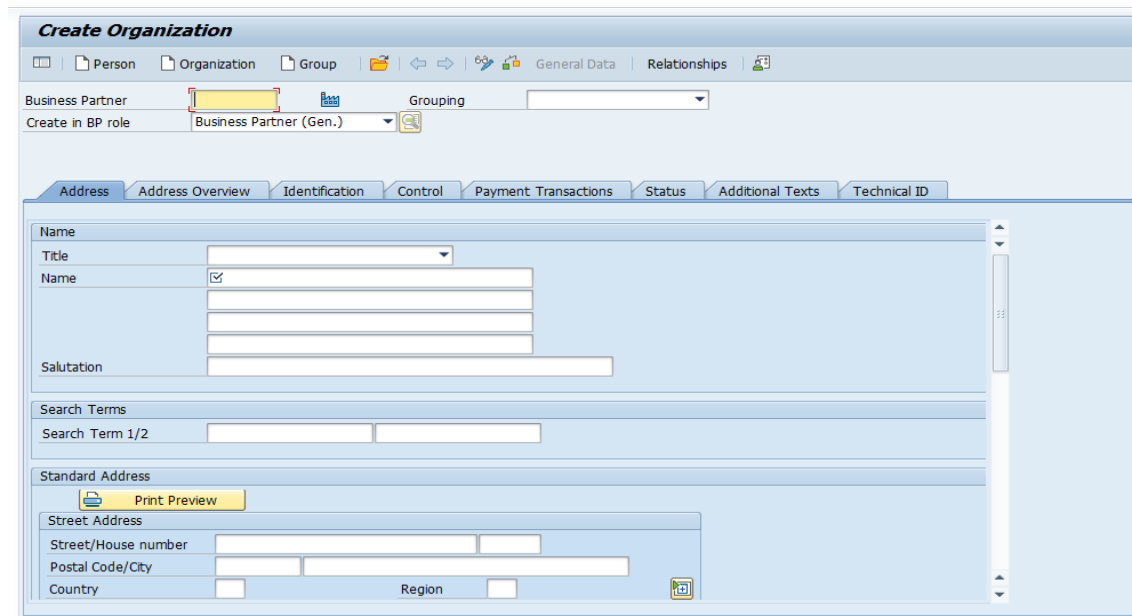 Create Organization
Person Organization Group General Data Relationships
Business Partner Grouping
Create in BP role Business Partner (Gen.)
Address Address Overview Identification Control Payment Transactions Status Additional Texts Technical ID
Name
Title
Name
Salutation
Search Terms
Search Term 1/2
Standard Address
Print Preview
Street Address
Street/House number
Postal Code/City
Country Region